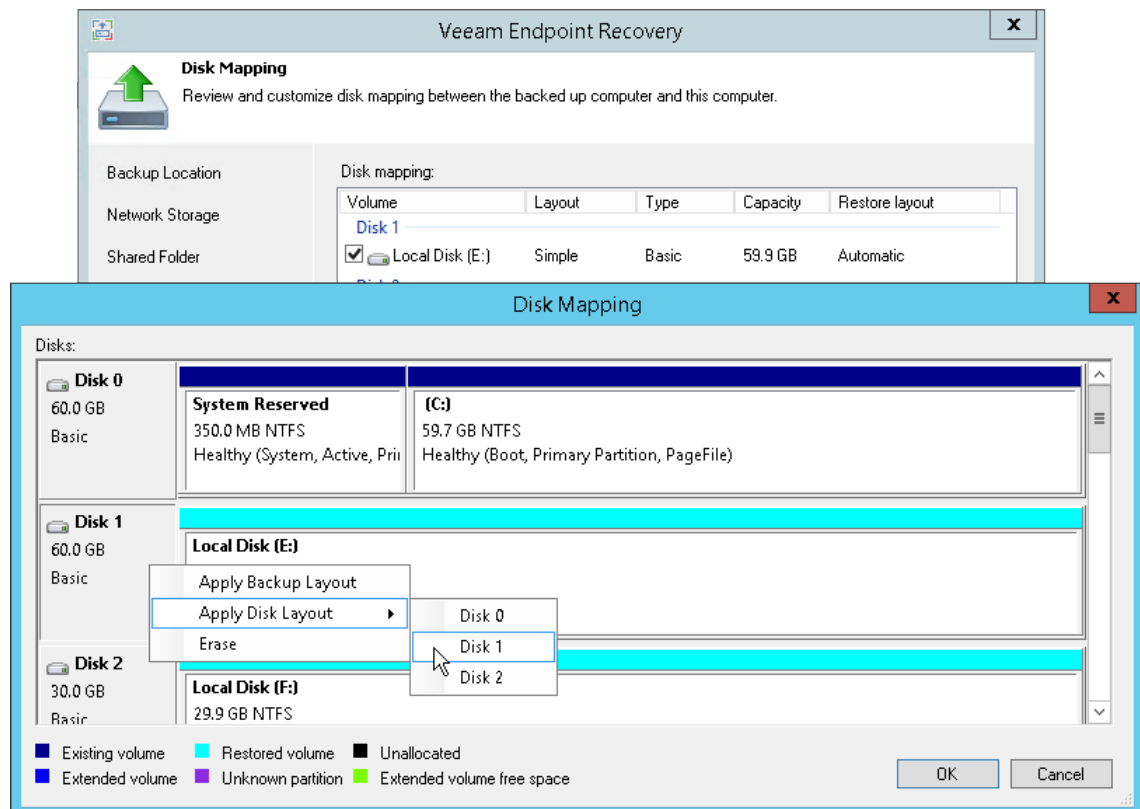 Veeam Endpoint Recovery
x
Disk Mapping
Review and customize disk mapping between the backed up computer and this computer.
Backup Location
Network Storage
Shared Folder
Disk mapping:
Volume Layout Type Capacity Restore layout
Disk 1
Local Disk (E:) Simple Basic 59.9 GB Automatic
Disk Mapping
x
Disks:
Disk 0
60.0 GB
Basic
System Reserved
350.0 MB NTFS
Healthy (System, Active, Pri
(C:)
59.7 GB NTFS
Healthy (Boot, Primary Partition, PageFile)
Disk 1
60.0 GB
Basic
Local Disk (E:)
Apply Backup Layout
Apply Disk Layout
Erase
Disk 0
Disk 1
Disk 2
Disk 2
30.0 GB
Basic
Local Disk (F:)
29.9 GB NTFS
Existing volume Restored volume Unallocated
Extended volume Unknown partition Extended volume free space
OK
Cancel